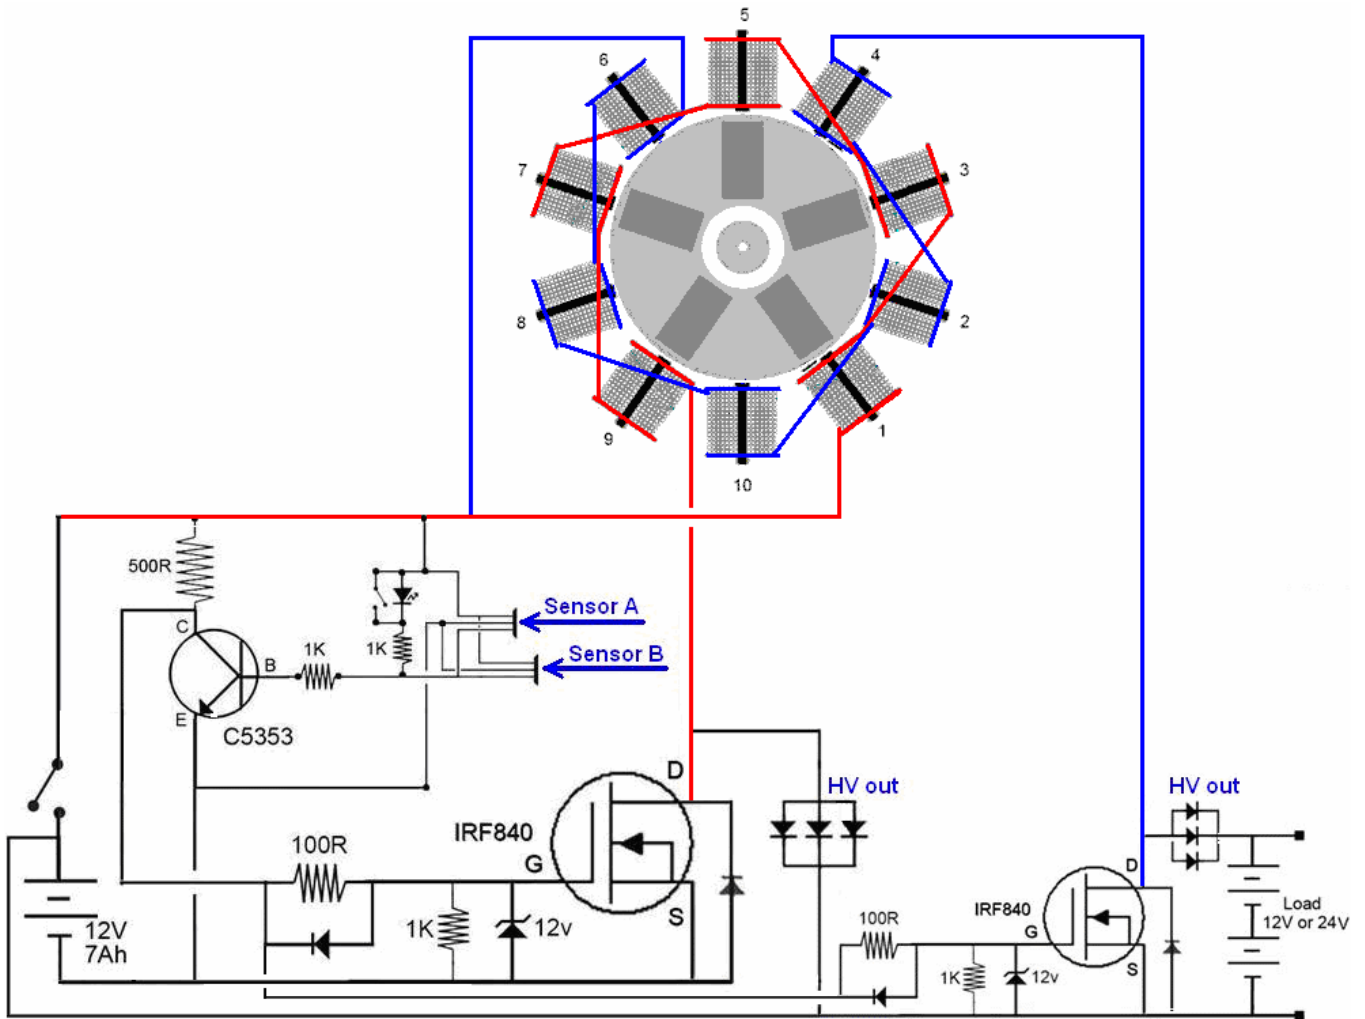 5
6
4
7
3
8
2
9
1
10
500R
Sensor A
C
1K
1K
Sensor B
B
E
C5353
D
HV out
HV out
IRF840
100R
G
D
12V
7Ah
1K
12v
S
100R
IRF840
G
Load
12V or 24V
1K
12v
S